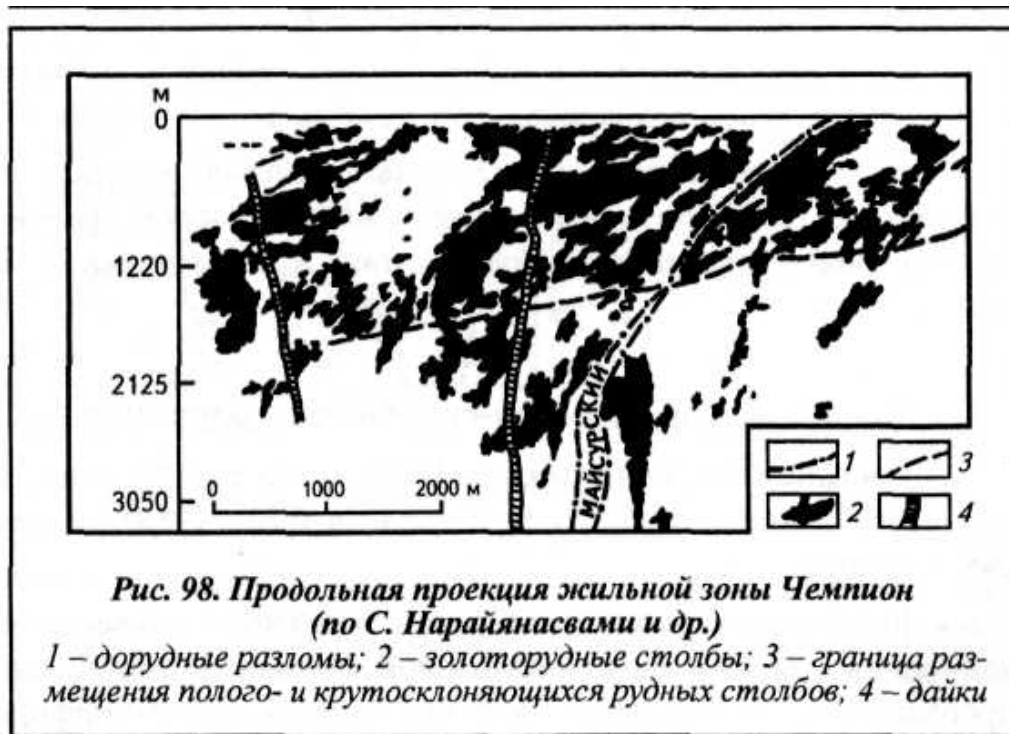 М
0
1220
2125
3050
0 1000 2000 м
МАЙСУРСКИЙ
1 3
2 4
Рис. 98. Продольная проекция жильной зоны Чемпион
(по С. Нарайянасвами и др.)
1 – дорудные разломы; 2 – золоторудные столбы; 3 – граница раз-
мещения полого- и крутосклоняющихся рудных столбов; 4 – дайки